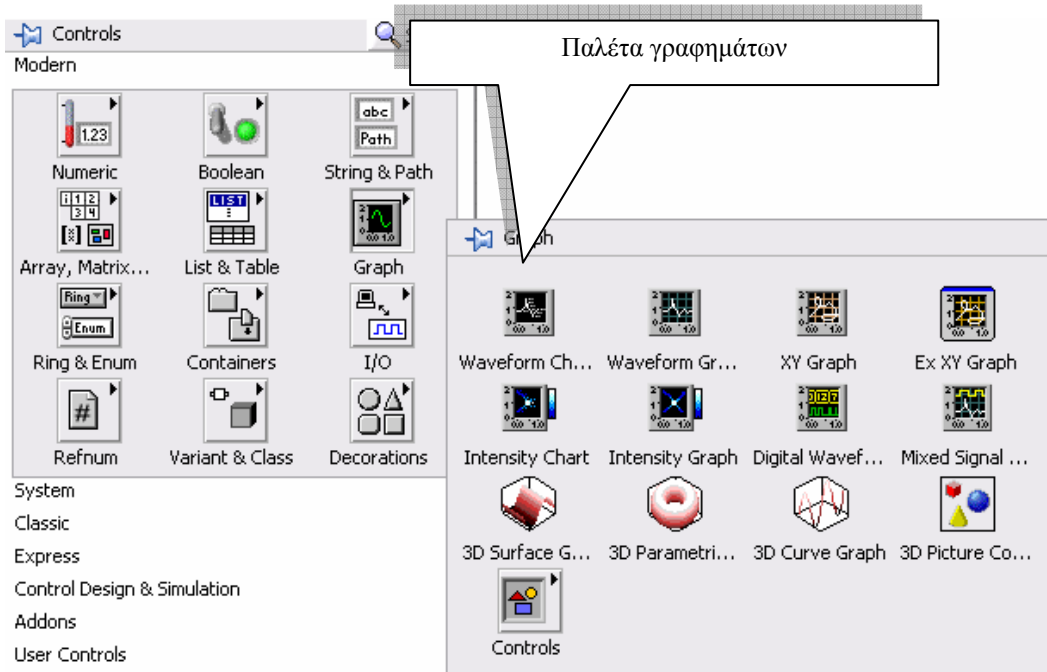 Controls
Παλέτα γραφημάτων
Modern
Numeric
Boolean
String & Path
Array, Matrix...
List & Table
Graph
Ring & Enum
Containers
I/O
Refnum
Variant & Class
Decorations
System
Classic
Express
Control Design & Simulation
Addons
User Controls
Waveform Ch...
Waveform Gr...
XY Graph
Ex XY Graph
Intensity Chart
Intensity Graph
Digital Wavef...
Mixed Signal ...
3D Surface G...
3D Parametri...
3D Curve Graph
3D Picture Co...
Controls